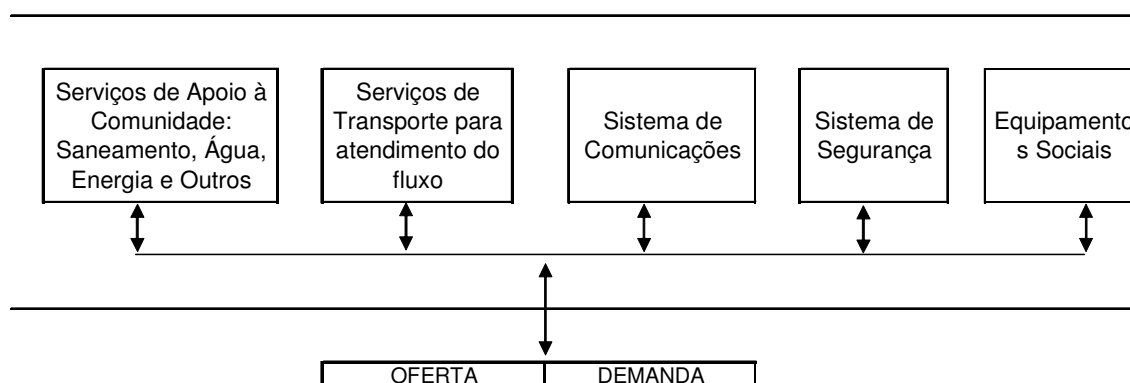 Serviços de Apoio à
Comunidade:
Saneamento, Água,
Energia e Outros
Serviços de
Transporte para
atendimento do
fluxo
Sistema de
Comunicações
Sistema de
Segurança
Equipamento
s Sociais
OFERTA
DEMANDA